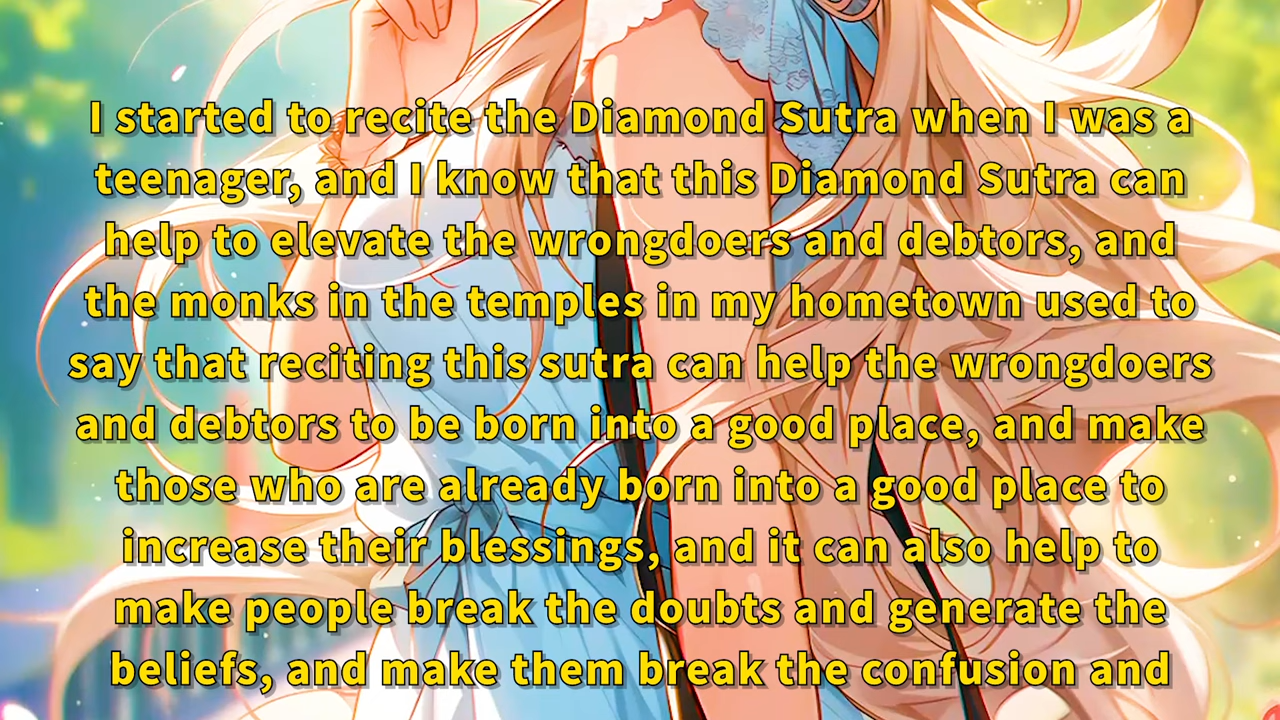 I started to recite the Diamond Sutra when I was a
teenager, and I know that this Diamond Sutra can
help to elevate the wrongdoers and debtors, and
the monks in the temples in my hometown used to
say that reciting this sutra can help the wrongdoers
and debtors to be born into a good place, and make
those who are already born into a good place to
increase their blessings, and it can also help to
make people break the doubts and generate the
beliefs, and make them break the confusion and